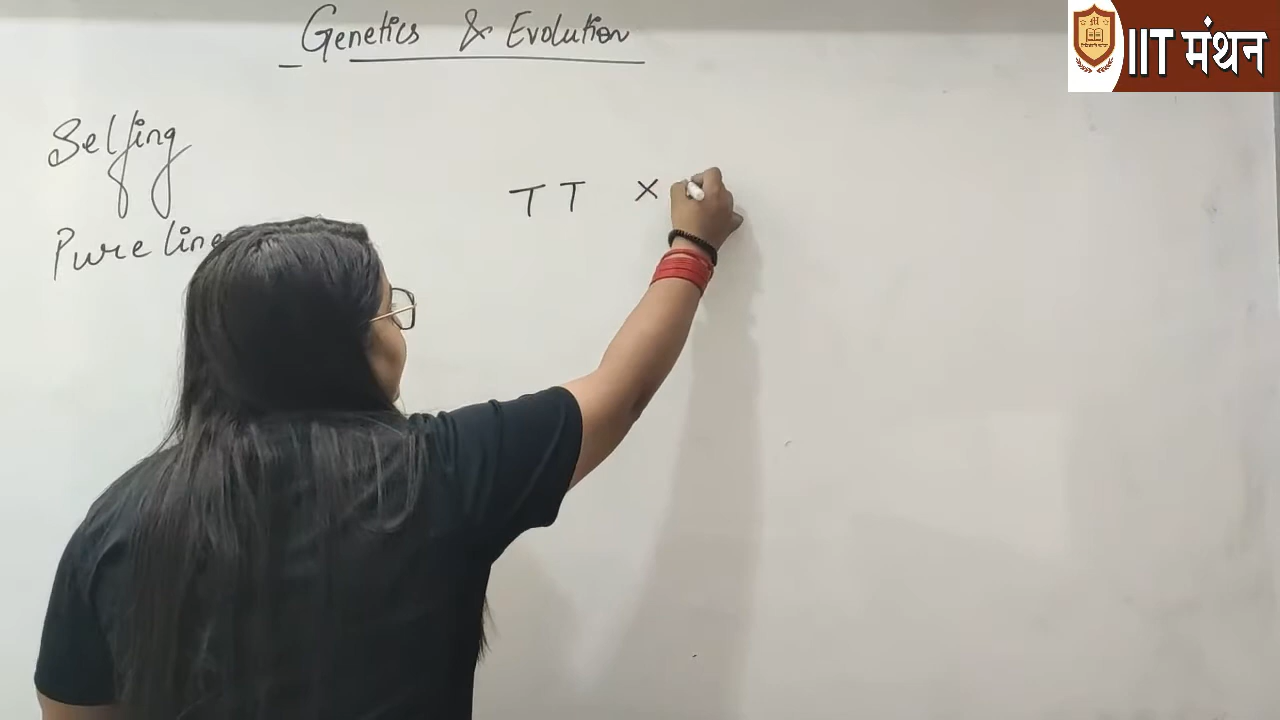 Genetics & Evolution
IIT मंथन
Selfing
TT ×
Pure line